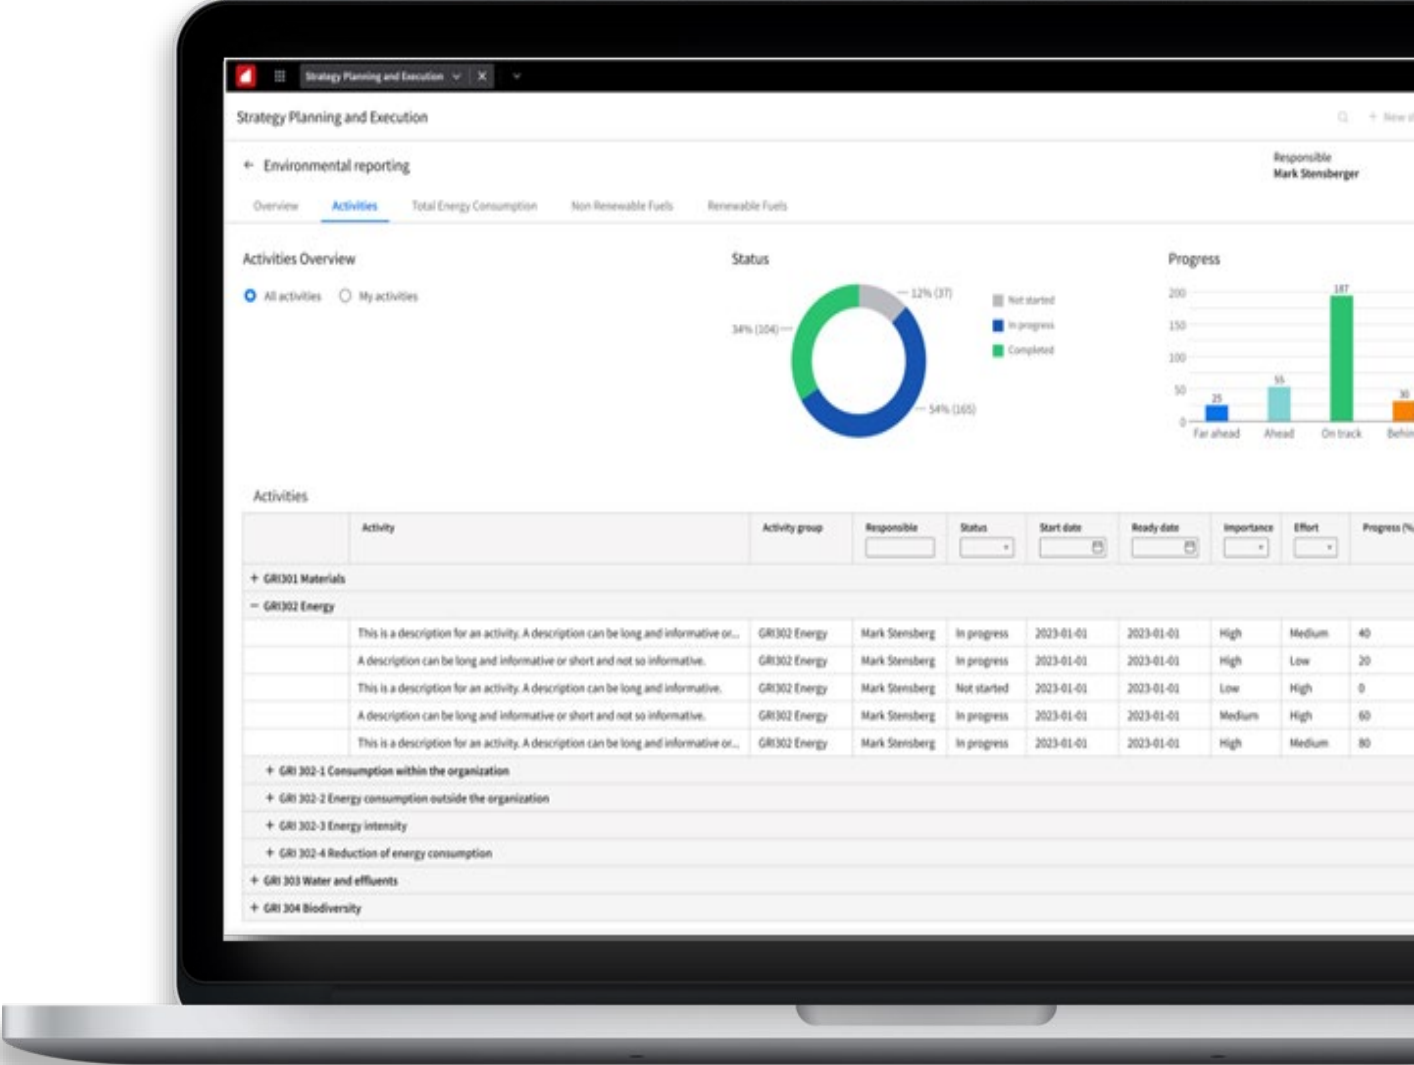 Strategy Planning and Execution
Strategy Planning and Execution
New
Environmental reporting
Responsible
Mark Stensberger
Overview Activities Total Energy Consumption Non Renewable Fuels Renewable Fuels
Activities Overview
All activities My activities
Status
12% (37)
34% (104)
54% (165)
Not started
In progress
Completed
Progress
200
150
100
50
0
25 55 187 30
Far ahead Ahead On track Behin
Activities
Activity Activity group Responsible Status Start date Ready date Importance Effort Progress (%
+ GRI301 Materials
− GRI302 Energy
This is a description for an activity. A description can be long and informative or... GRI302 Energy Mark Stensberg In progress 2023-01-01 2023-01-01 High Medium 40
A description can be long and informative or short and not so informative. GRI302 Energy Mark Stensberg In progress 2023-01-01 2023-01-01 High Low 20
This is a description for an activity. A description can be long and informative. GRI302 Energy Mark Stensberg Not started 2023-01-01 2023-01-01 Low High 0
A description can be long and informative or short and not so informative. GRI302 Energy Mark Stensberg In progress 2023-01-01 2023-01-01 Medium High 60
This is a description for an activity. A description can be long and informative or... GRI302 Energy Mark Stensberg In progress 2023-01-01 2023-01-01 High Medium 80
+ GRI 302-1 Consumption within the organization
+ GRI 302-2 Energy consumption outside the organization
+ GRI 302-3 Energy intensity
+ GRI 302-4 Reduction of energy consumption
+ GRI 303 Water and effluents
+ GRI 304 Biodiversity